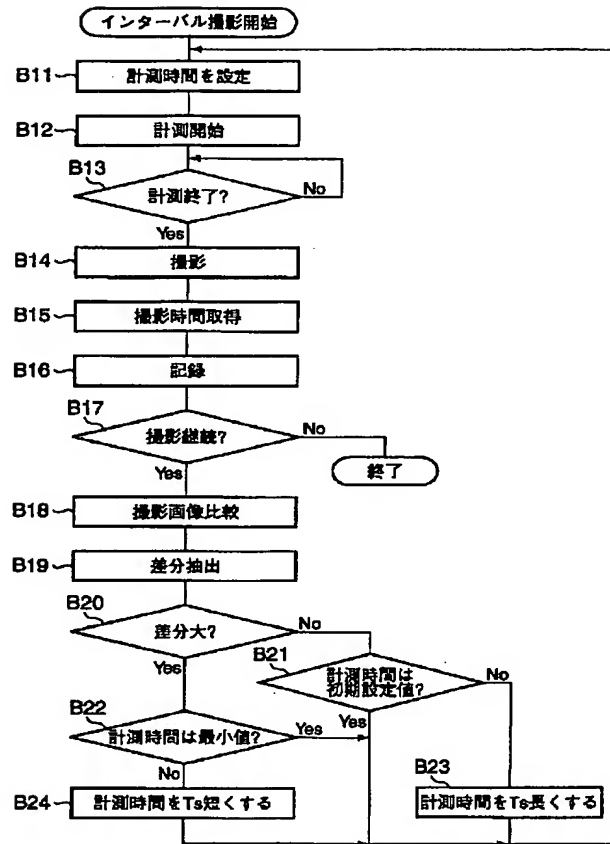 インターバル撮影開始
B11
計測時間を設定
B12
計測開始
B13
計測終了?
No
Yes
B14
撮影
B15
撮影時間取得
B16
記録
B17
撮影継続?
No
Yes
終了
B18
撮影画像比較
B19
差分抽出
B20
差分大?
No
Yes
B21
計測時間は
初期設定値?
No
Yes
B22
計測時間は最小値?
Yes
No
B23
計測時間をTs長くする
B24
計測時間をTs短くする